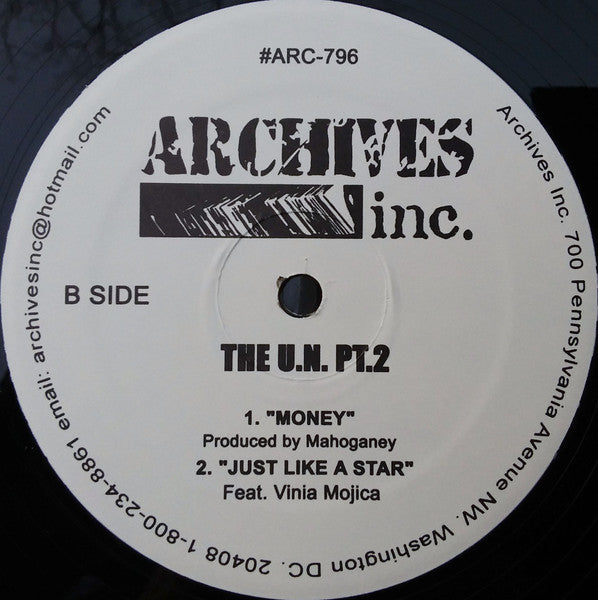 #ARC-796
ARCHIVES
inc.
B SIDE
THE U.N. PT.2
1. "MONEY"
Produced by Mahoganey
2. "JUST LIKE A STAR"
Feat. Vinia Mojica
Archives Inc. 700 Pennsylvania Avenue NW. Washington DC. 20408 1-800-234-8861 email: archivesinc@hotmail.com